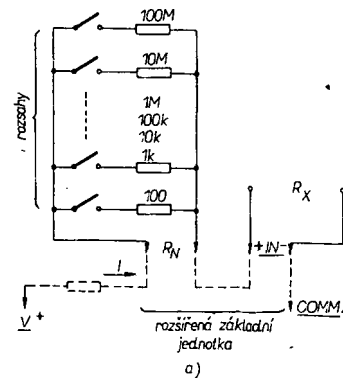 100M
10M
rozsahy
1M
100k
10k
1k
100
R_X
R_N
+IN-
I
V+
COMM.
rozšířená základní
jednotka
a)